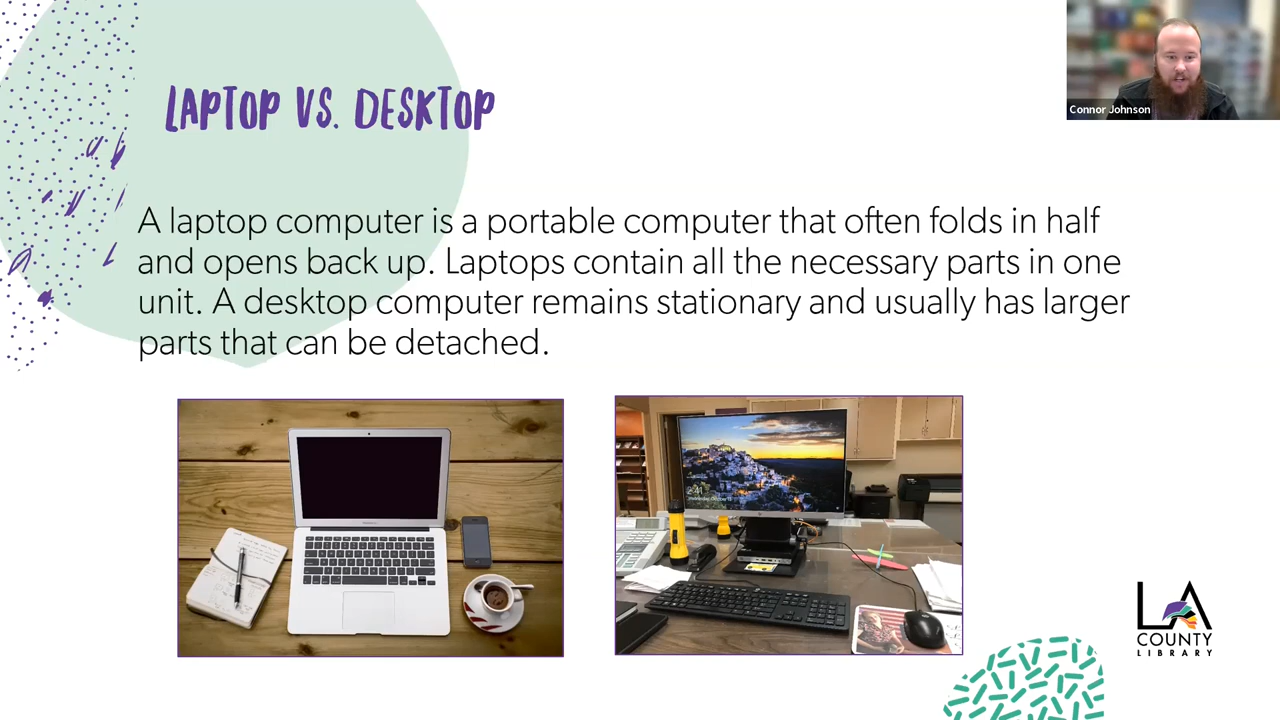 LAPTOP VS. DESKTOP
Connor Johnson
A laptop computer is a portable computer that often folds in half
and opens back up. Laptops contain all the necessary parts in one
unit. A desktop computer remains stationary and usually has larger
parts that can be detached.
LA
COUNTY
LIBRARY